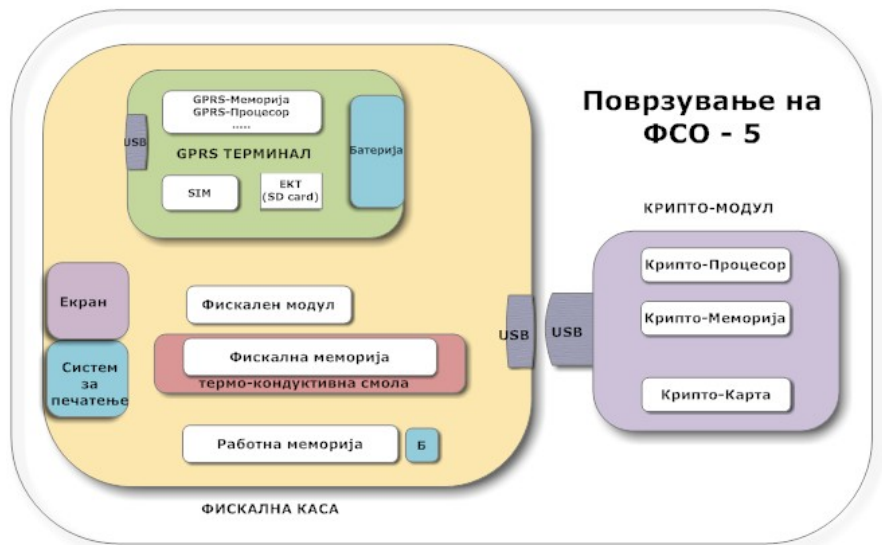 Поврзување на
ФСО - 5
GPRS-Меморија
GPRS-Процесор
.....
USB
GPRS ТЕРМИНАЛ
Батерија
SIM
ЕКТ
(SD card)
КРИПТО-МОДУЛ
Крипто-Процесор
Крипто-Меморија
Крипто-Карта
USB
USB
Екран
Фискален модул
Фискална меморија
термо-кондуктивна смола
Систем
за
печатење
Работна меморија
Б
ФИСКАЛНА КАСА